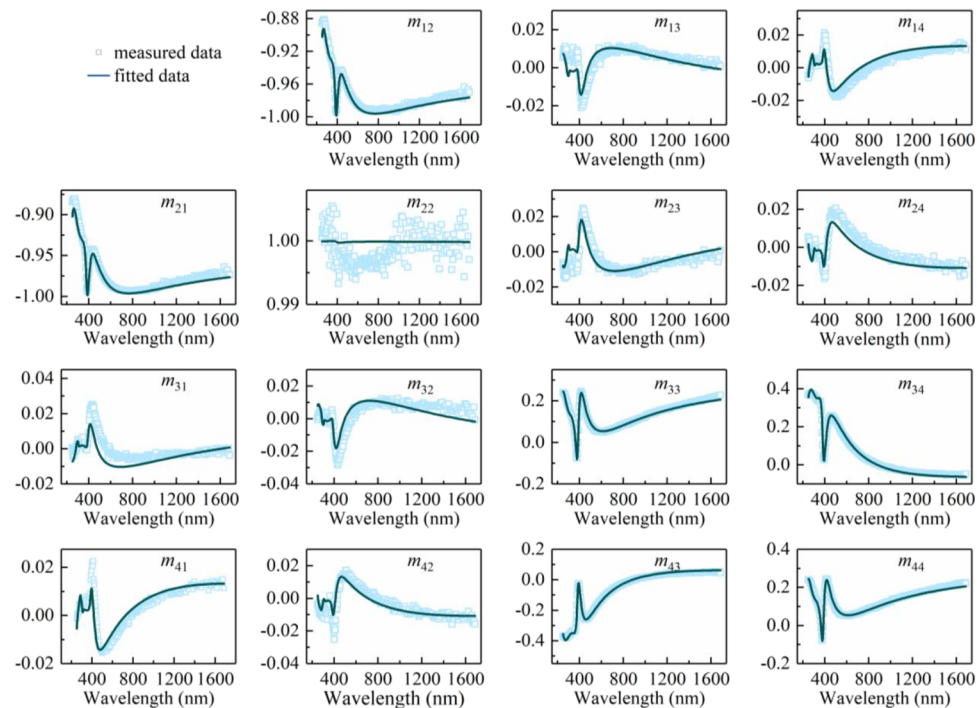 measured data
fitted data
-0.88
-0.92
-0.96
-1.00
m12
400 800 1200 1600
Wavelength (nm)
0.02
0.00
-0.02
m13
400 800 1200 1600
Wavelength (nm)
0.02
0.00
-0.02
m14
400 800 1200 1600
Wavelength (nm)
-0.90
-0.95
-1.00
m21
400 800 1200 1600
Wavelength (nm)
1.00
0.99
m22
400 800 1200 1600
Wavelength (nm)
0.02
0.00
-0.02
m23
400 800 1200 1600
Wavelength (nm)
0.02
0.00
-0.02
m24
400 800 1200 1600
Wavelength (nm)
0.04
0.02
0.00
-0.02
m31
400 800 1200 1600
Wavelength (nm)
0.02
0.00
-0.02
-0.04
m32
400 800 1200 1600
Wavelength (nm)
0.2
0.0
-0.2
m33
400 800 1200 1600
Wavelength (nm)
0.4
0.2
0.0
m34
400 800 1200 1600
Wavelength (nm)
0.02
0.00
-0.02
m41
400 800 1200 1600
Wavelength (nm)
0.02
0.00
-0.02
-0.04
m42
400 800 1200 1600
Wavelength (nm)
0.2
0.0
-0.2
-0.4
m43
400 800 1200 1600
Wavelength (nm)
0.4
0.2
0.0
-0.2
m44
400 800 1200 1600
Wavelength (nm)